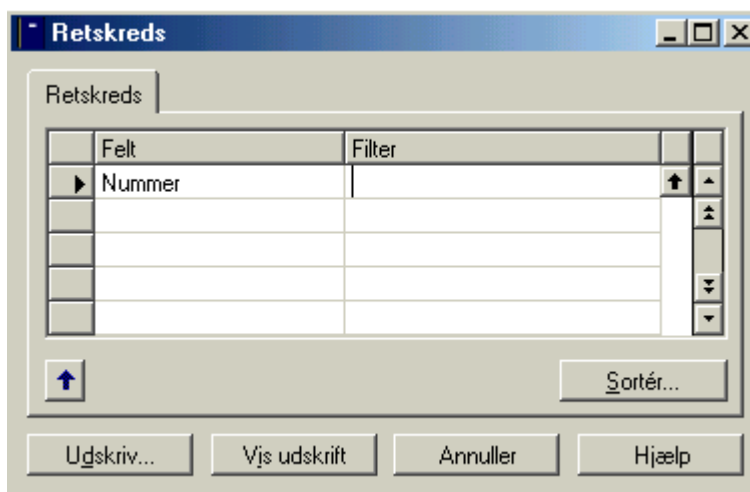 Retskreds
Retskreds
Felt Filter
Nummer
Sortér...
Udskriv... Vis udskrift Annuller Hjælp